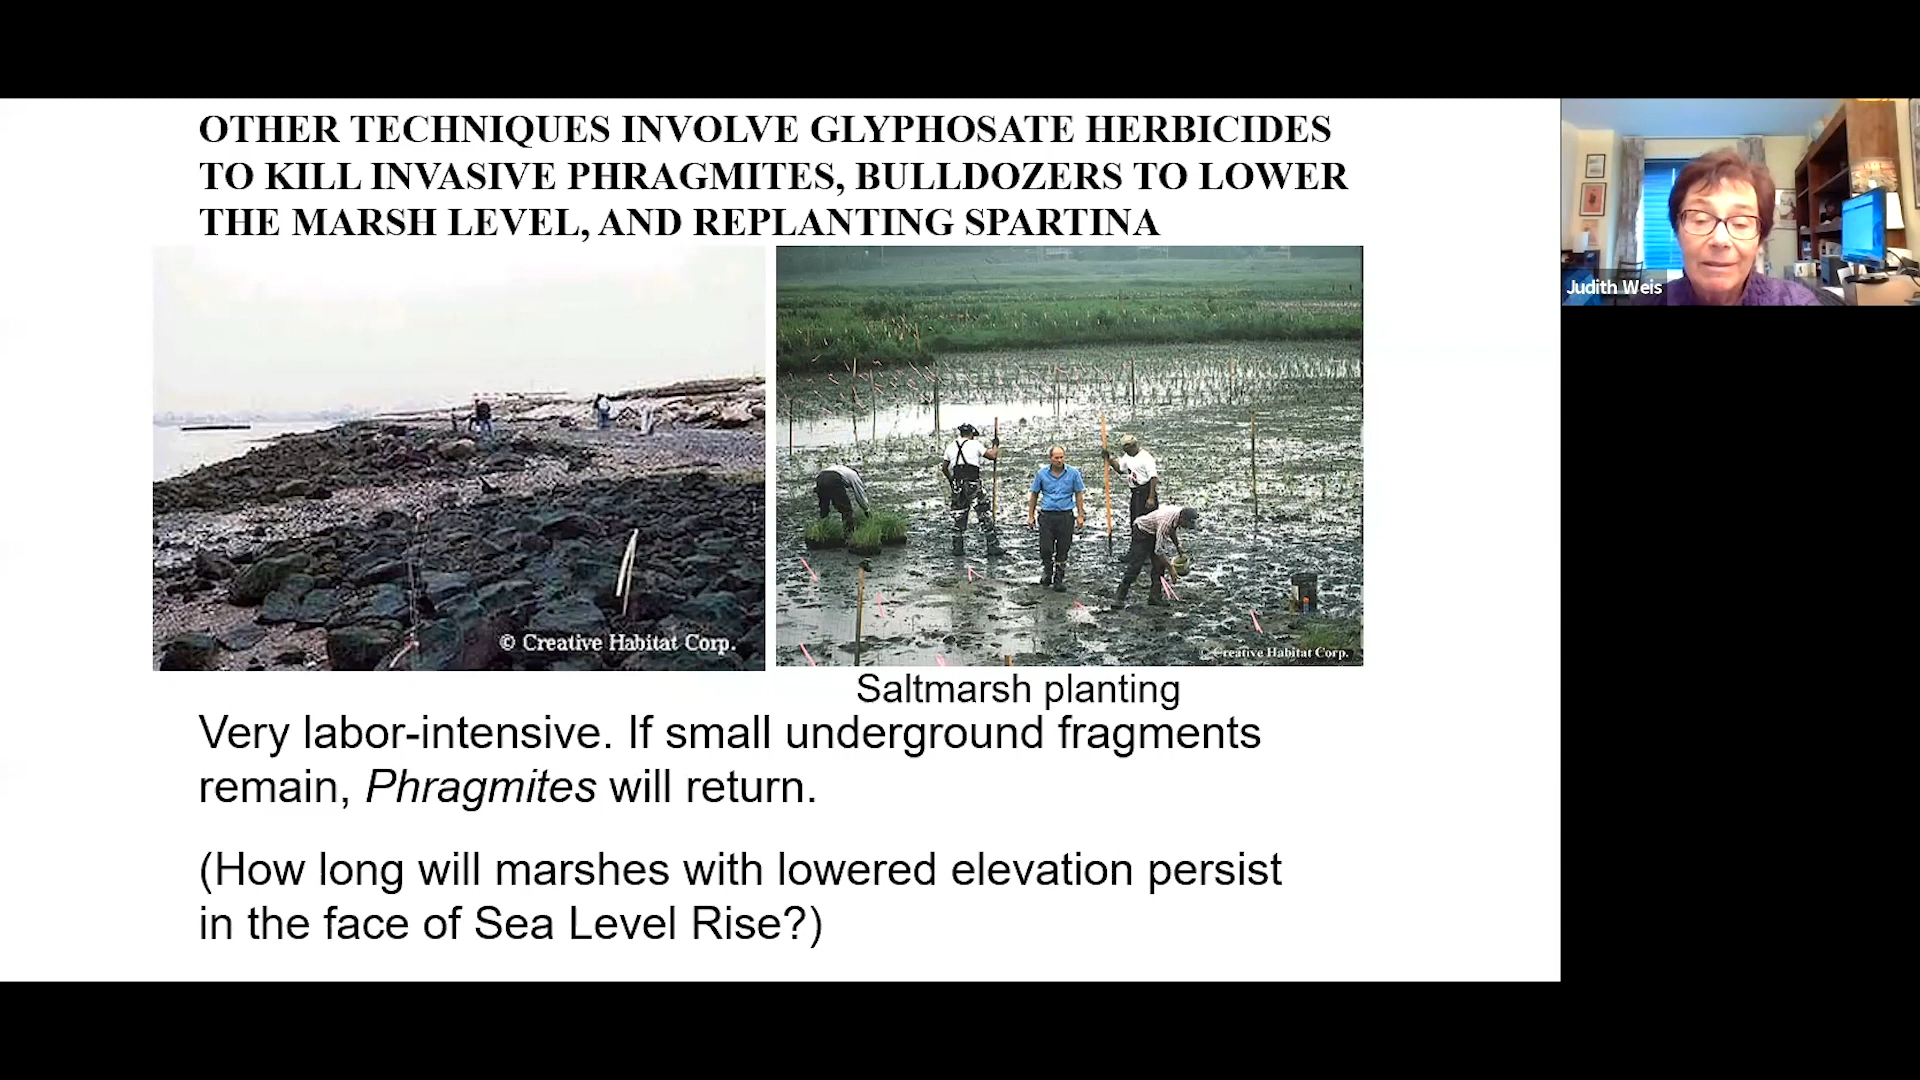 OTHER TECHNIQUES INVOLVE GLYPHOSATE HERBICIDES
TO KILL INVASIVE PHRAGMITES, BULLDOZERS TO LOWER
THE MARSH LEVEL, AND REPLANTING SPARTINA
Judith Weis
© Creative Habitat Corp.
© Creative Habitat Corp.
Saltmarsh planting
Very labor-intensive. If small underground fragments
remain, Phragmites will return.
(How long will marshes with lowered elevation persist
in the face of Sea Level Rise?)